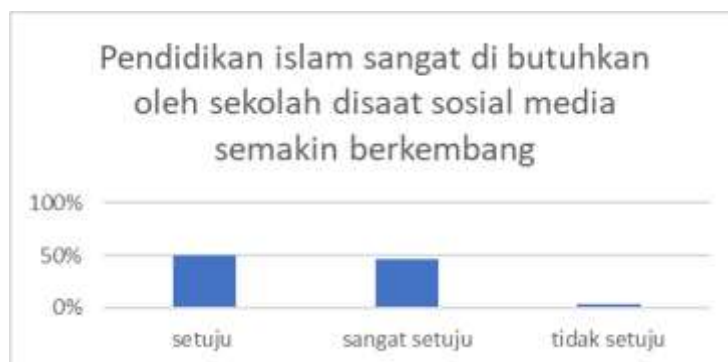 Pendidikan islam sangat di butuhkan
oleh sekolah disaat sosial media
semakin berkembang
100%
50%
0%
setuju
sangat setuju
tidak setuju